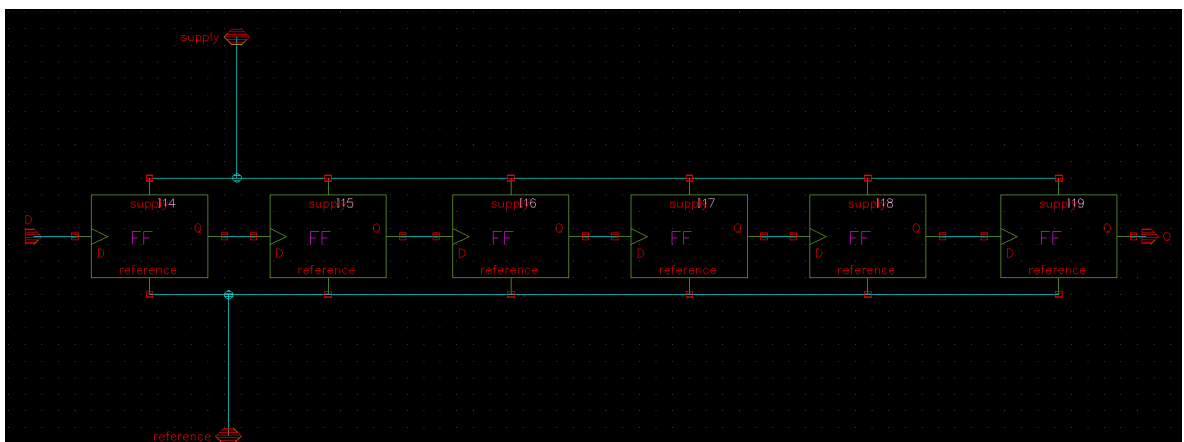 supply
supply I14
supply I15
supply I16
supply I17
supply I18
supply I19
D
FF
Q
D
FF
Q
D
FF
Q
D
FF
Q
D
FF
Q
D
FF
Q
D
Q
reference
reference
reference
reference
reference
reference
reference